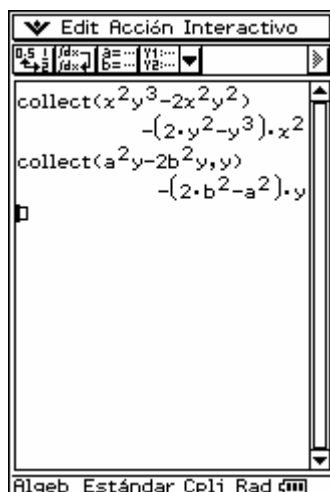 Edit Acción Interactivo
collect(x²y³-2x²y²)
-(2·y²-y³)·x²
collect(a²y-2b²y,y)
-(2·b²-a²)·y
Algeb Estándar Cplj Rad